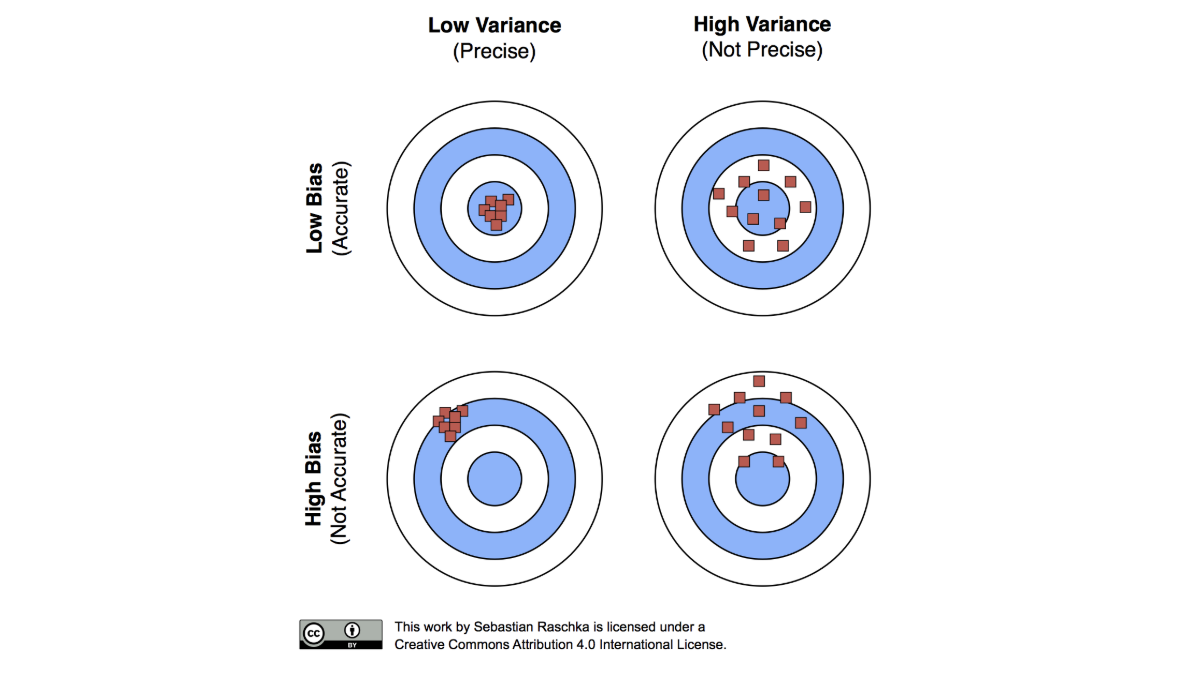 Low Variance
(Precise)
High Variance
(Not Precise)
Low Bias
(Accurate)
High Bias
(Not Accurate)
cc
BY
This work by Sebastian Raschka is licensed under a
Creative Commons Attribution 4.0 International License.